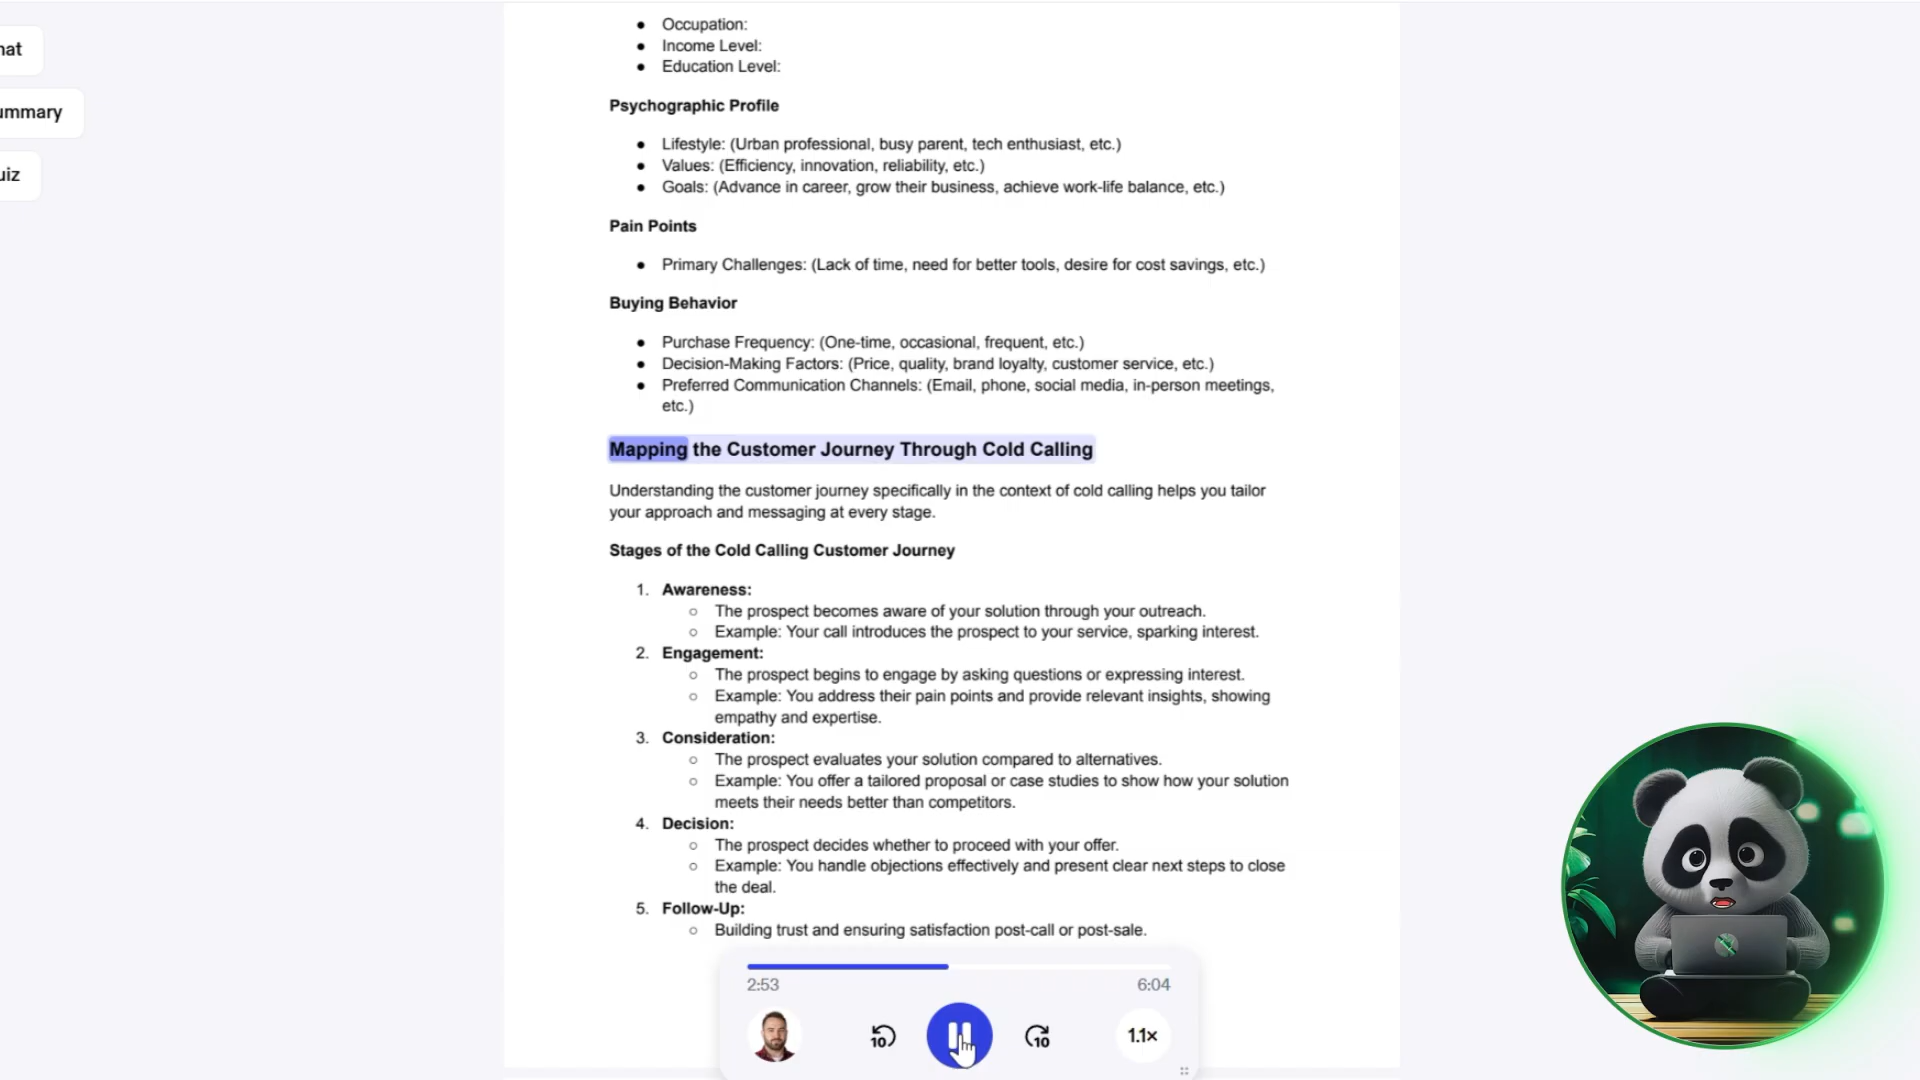 hat
ummary
uiz
● Occupation:
● Income Level:
● Education Level:
Psychographic Profile
● Lifestyle: (Urban professional, busy parent, tech enthusiast, etc.)
● Values: (Efficiency, innovation, reliability, etc.)
● Goals: (Advance in career, grow their business, achieve work-life balance, etc.)
Pain Points
● Primary Challenges: (Lack of time, need for better tools, desire for cost savings, etc.)
Buying Behavior
● Purchase Frequency: (One-time, occasional, frequent, etc.)
● Decision-Making Factors: (Price, quality, brand loyalty, customer service, etc.)
● Preferred Communication Channels: (Email, phone, social media, in-person meetings,
etc.)
Mapping the Customer Journey Through Cold Calling
Understanding the customer journey specifically in the context of cold calling helps you tailor
your approach and messaging at every stage.
Stages of the Cold Calling Customer Journey
1. Awareness:
○ The prospect becomes aware of your solution through your outreach.
○ Example: Your call introduces the prospect to your service, sparking interest.
2. Engagement:
○ The prospect begins to engage by asking questions or expressing interest.
○ Example: You address their pain points and provide relevant insights, showing
empathy and expertise.
3. Consideration:
○ The prospect evaluates your solution compared to alternatives.
○ Example: You offer a tailored proposal or case studies to show how your solution
meets their needs better than competitors.
4. Decision:
○ The prospect decides whether to proceed with your offer.
○ Example: You handle objections effectively and present clear next steps to close
the deal.
5. Follow-Up:
○ Building trust and ensuring satisfaction post-call or post-sale.
2:53
6:04
10
10
1.1×